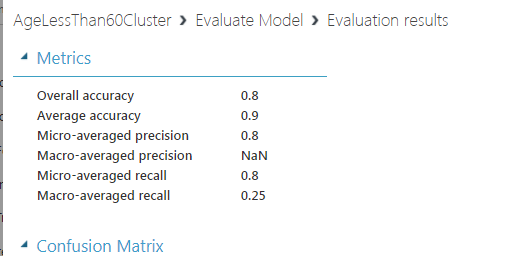 AgeLessThan60Cluster > Evaluate Model > Evaluation results
Metrics
Overall accuracy 0.8
Average accuracy 0.9
Micro-averaged precision 0.8
Macro-averaged precision NaN
Micro-averaged recall 0.8
Macro-averaged recall 0.25
Confusion Matrix